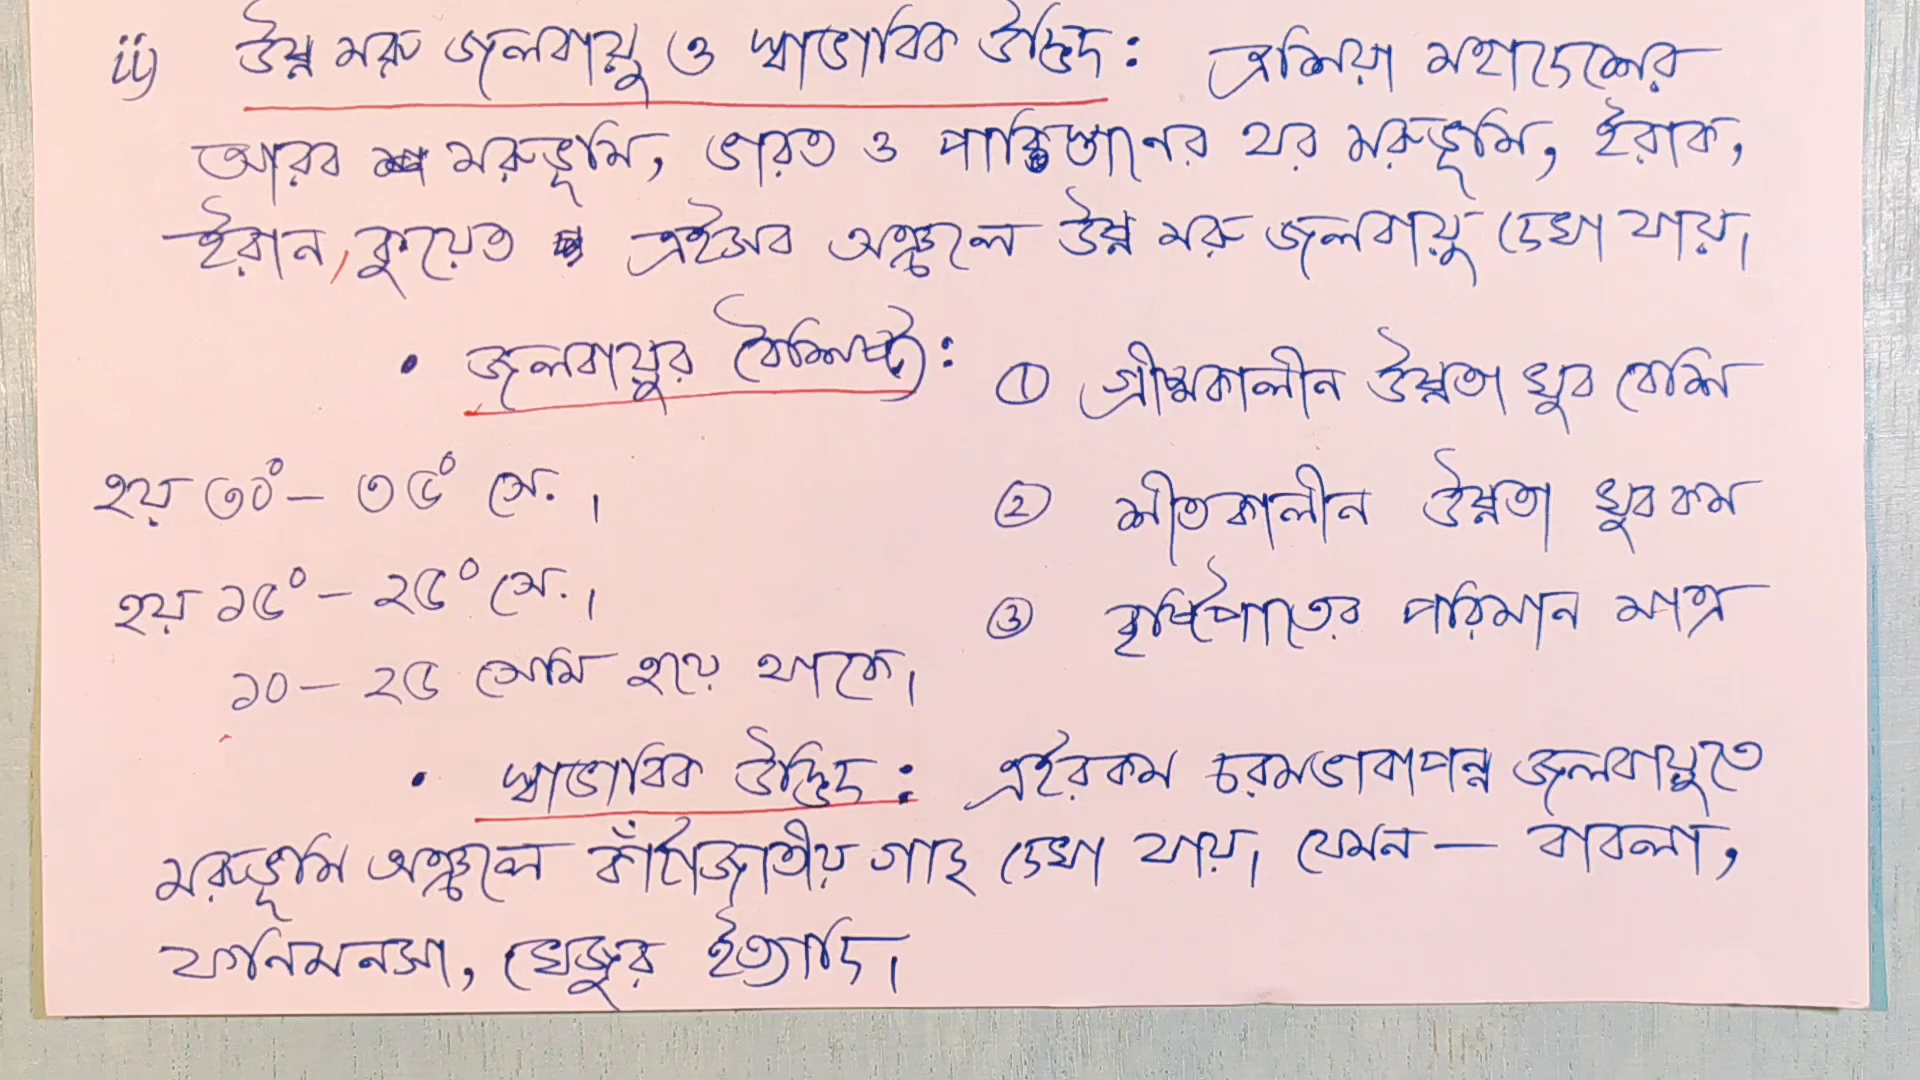 ii) উষ্ণ মরু জলবায়ু ও স্বাভাবিক উদ্ভিদ : এশিয়া মহাদেশের
আরব মরুভূমি, ভারত ও পাকিস্তানের থর মরুভূমি, ইরাক,
ইরান, কুয়েত এইসব অঞ্চলে উষ্ণ মরু জলবায়ু দেখা যায়।
• জলবায়ুর বৈশিষ্ট্য : ① গ্রীষ্মকালীন উষ্ণতা খুব বেশি
হয় ৩০° – ৩৫° সে.। ② শীতকালীন উষ্ণতা খুব কম
হয় ১৫° – ২৫° সে.। ③ বৃষ্টিপাতের পরিমান মাত্র
১০ – ২৫ সেমি হয়ে থাকে।
• স্বাভাবিক উদ্ভিদ : এইরকম চরমভাবাপন্ন জলবায়ুতে
মরুভূমি অঞ্চলে কাঁটাজাতীয় গাছ দেখা যায়। যেমন – বাবলা,
ফনিমনসা, খেজুর ইত্যাদি।